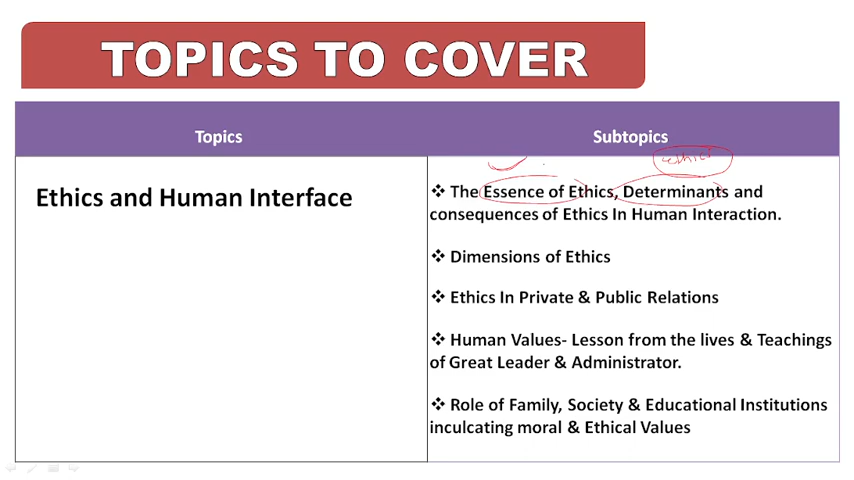 TOPICS TO COVER
Topics
Subtopics
ethics
Ethics and Human Interface
❖ The Essence of Ethics, Determinants and
consequences of Ethics In Human Interaction.
❖ Dimensions of Ethics
❖ Ethics In Private & Public Relations
❖ Human Values- Lesson from the lives & Teachings
of Great Leader & Administrator.
❖ Role of Family, Society & Educational Institutions
inculcating moral & Ethical Values